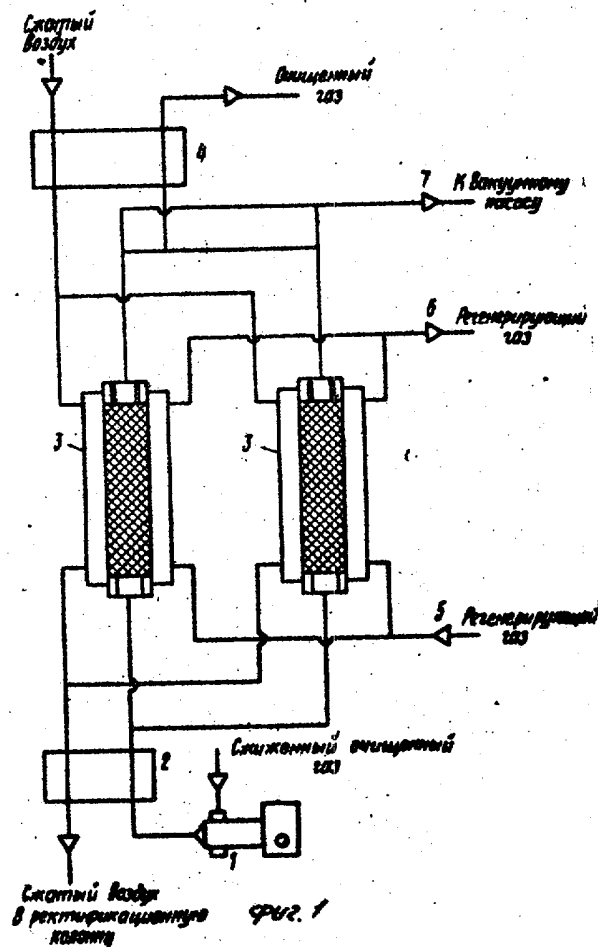 Сжатый
воздух
Очищенный
газ
4
7
К вакуумному
насосу
6
Регенерирующий
газ
3
3
5
Регенерирующий
газ
Сжиженный очищенный
газ
2
1
Сжатый воздух
в ректификационную
колонну
Фиг. 1